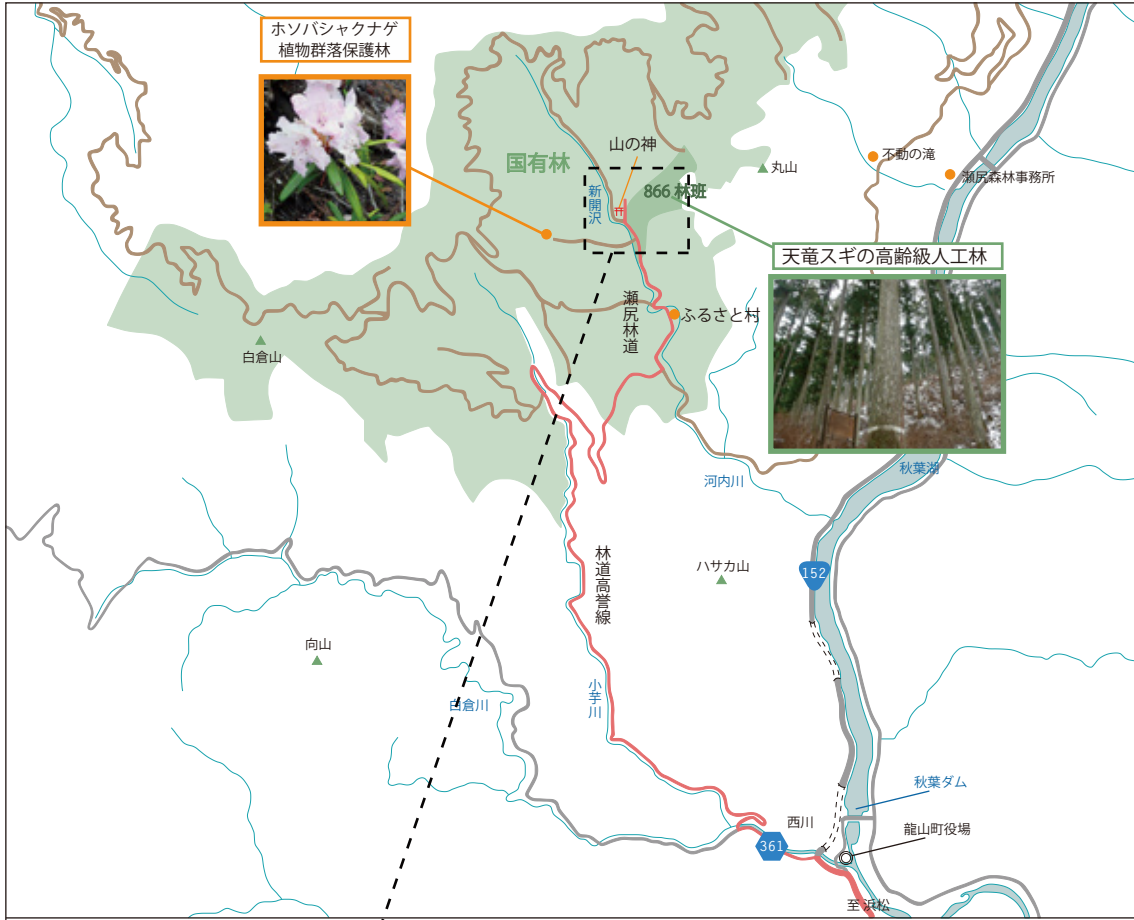 ホソバシャクナゲ
植物群落保護林
山の神
国有林
新開沢
866 林班
丸山
不動の滝
瀬尻森林事務所
天竜スギの高齢級人工林
瀬尻林道
ふるさと村
白倉山
秋葉湖
河内川
林道高誉線
ハサカ山
152
向山
小芋川
白倉川
秋葉ダム
西川
龍山町役場
361
至浜松